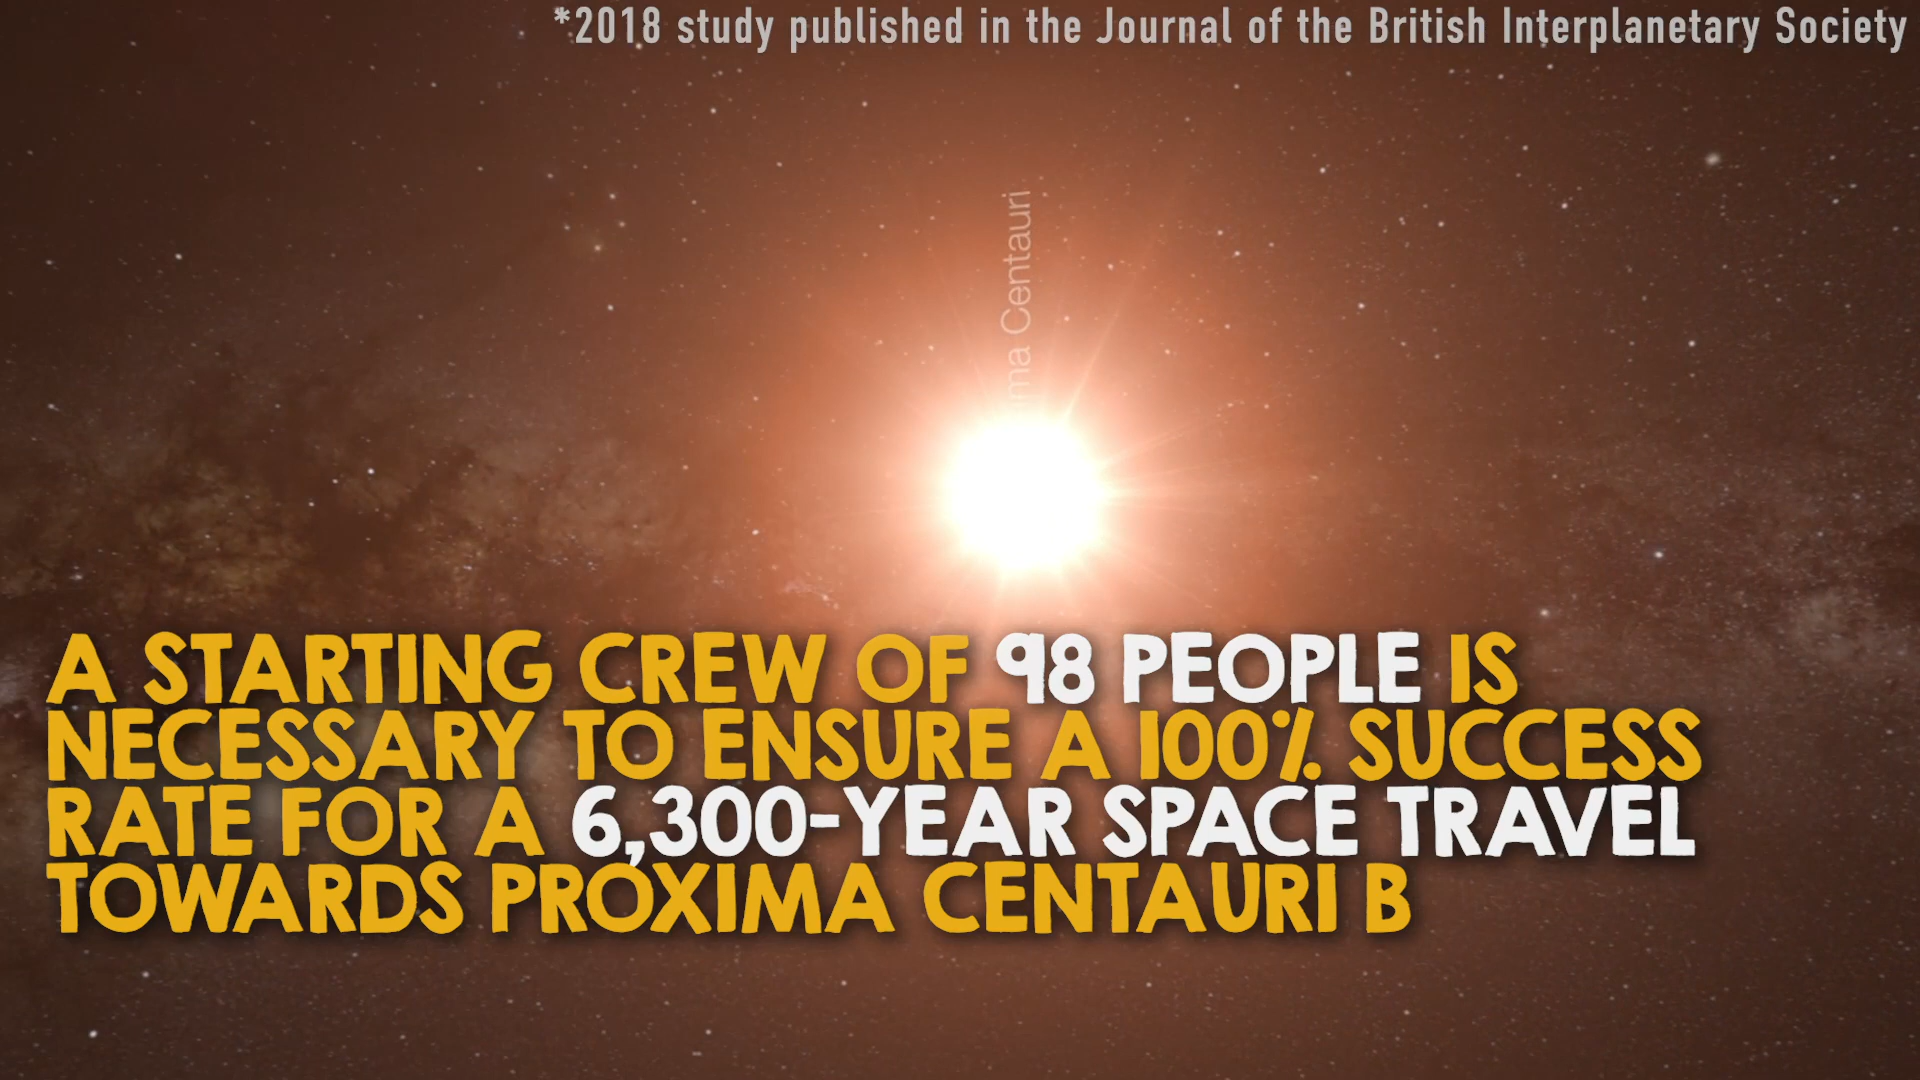 *2018 study published in the Journal of the British Interplanetary Society
Centauri
A STARTING CREW OF 98 PEOPLE IS
NECESSARY TO ENSURE A 100% SUCCESS
RATE FOR A 6,300-YEAR SPACE TRAVEL
TOWARDS PROXIMA CENTAURI B